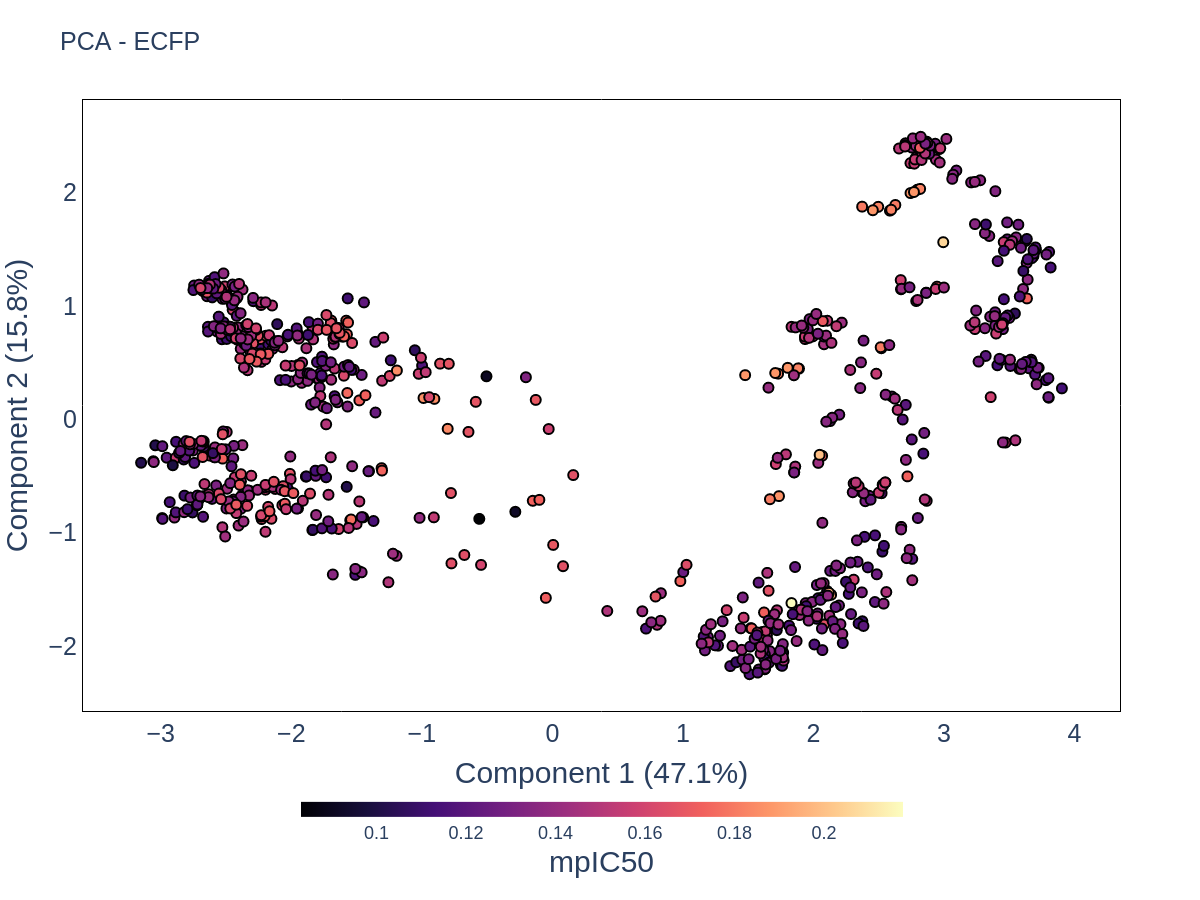 PCA - ECFP
Component 2 (15.8%)
2
1
0
−1
−2
−3 −2 −1 0 1 2 3 4
Component 1 (47.1%)
0.1 0.12 0.14 0.16 0.18 0.2
mpIC50